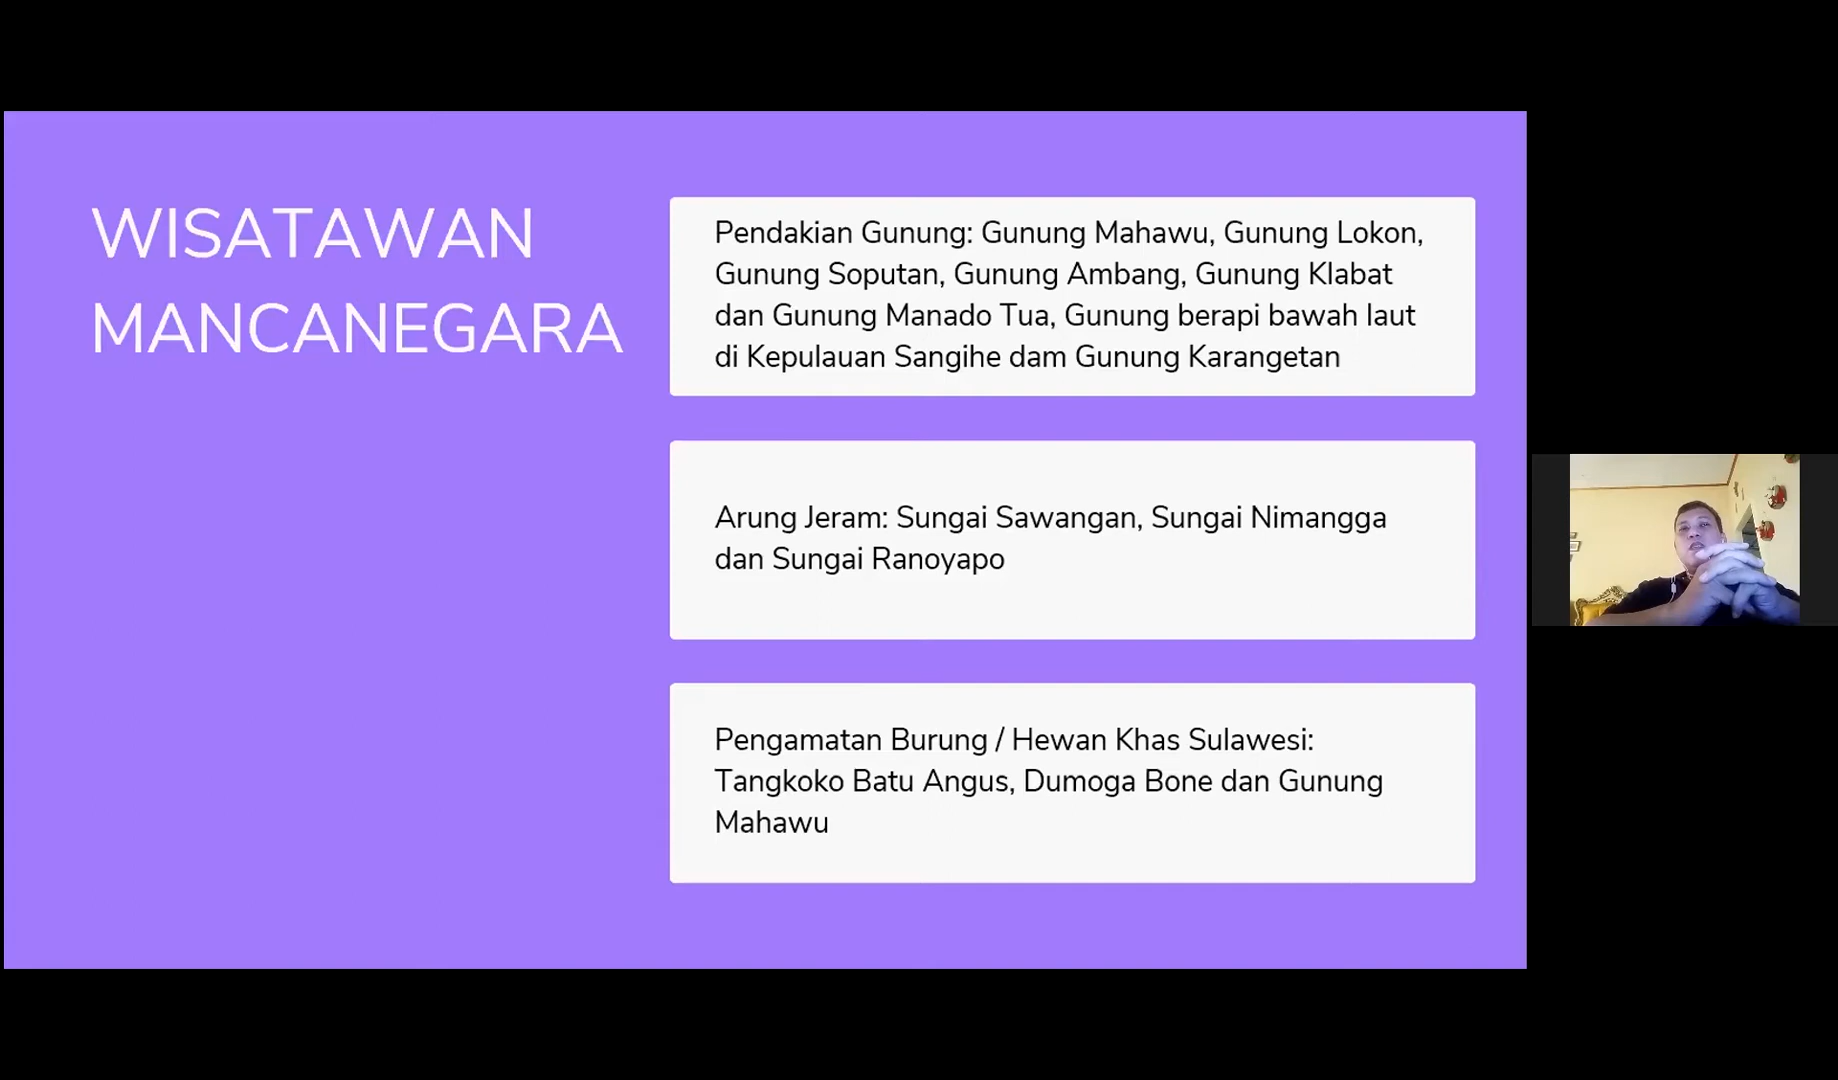 WISATAWAN
MANCANEGARA
Pendakian Gunung: Gunung Mahawu, Gunung Lokon,
Gunung Soputan, Gunung Ambang, Gunung Klabat
dan Gunung Manado Tua, Gunung berapi bawah laut
di Kepulauan Sangihe dam Gunung Karangetan
Arung Jeram: Sungai Sawangan, Sungai Nimangga
dan Sungai Ranoyapo
Pengamatan Burung / Hewan Khas Sulawesi:
Tangkoko Batu Angus, Dumoga Bone dan Gunung
Mahawu